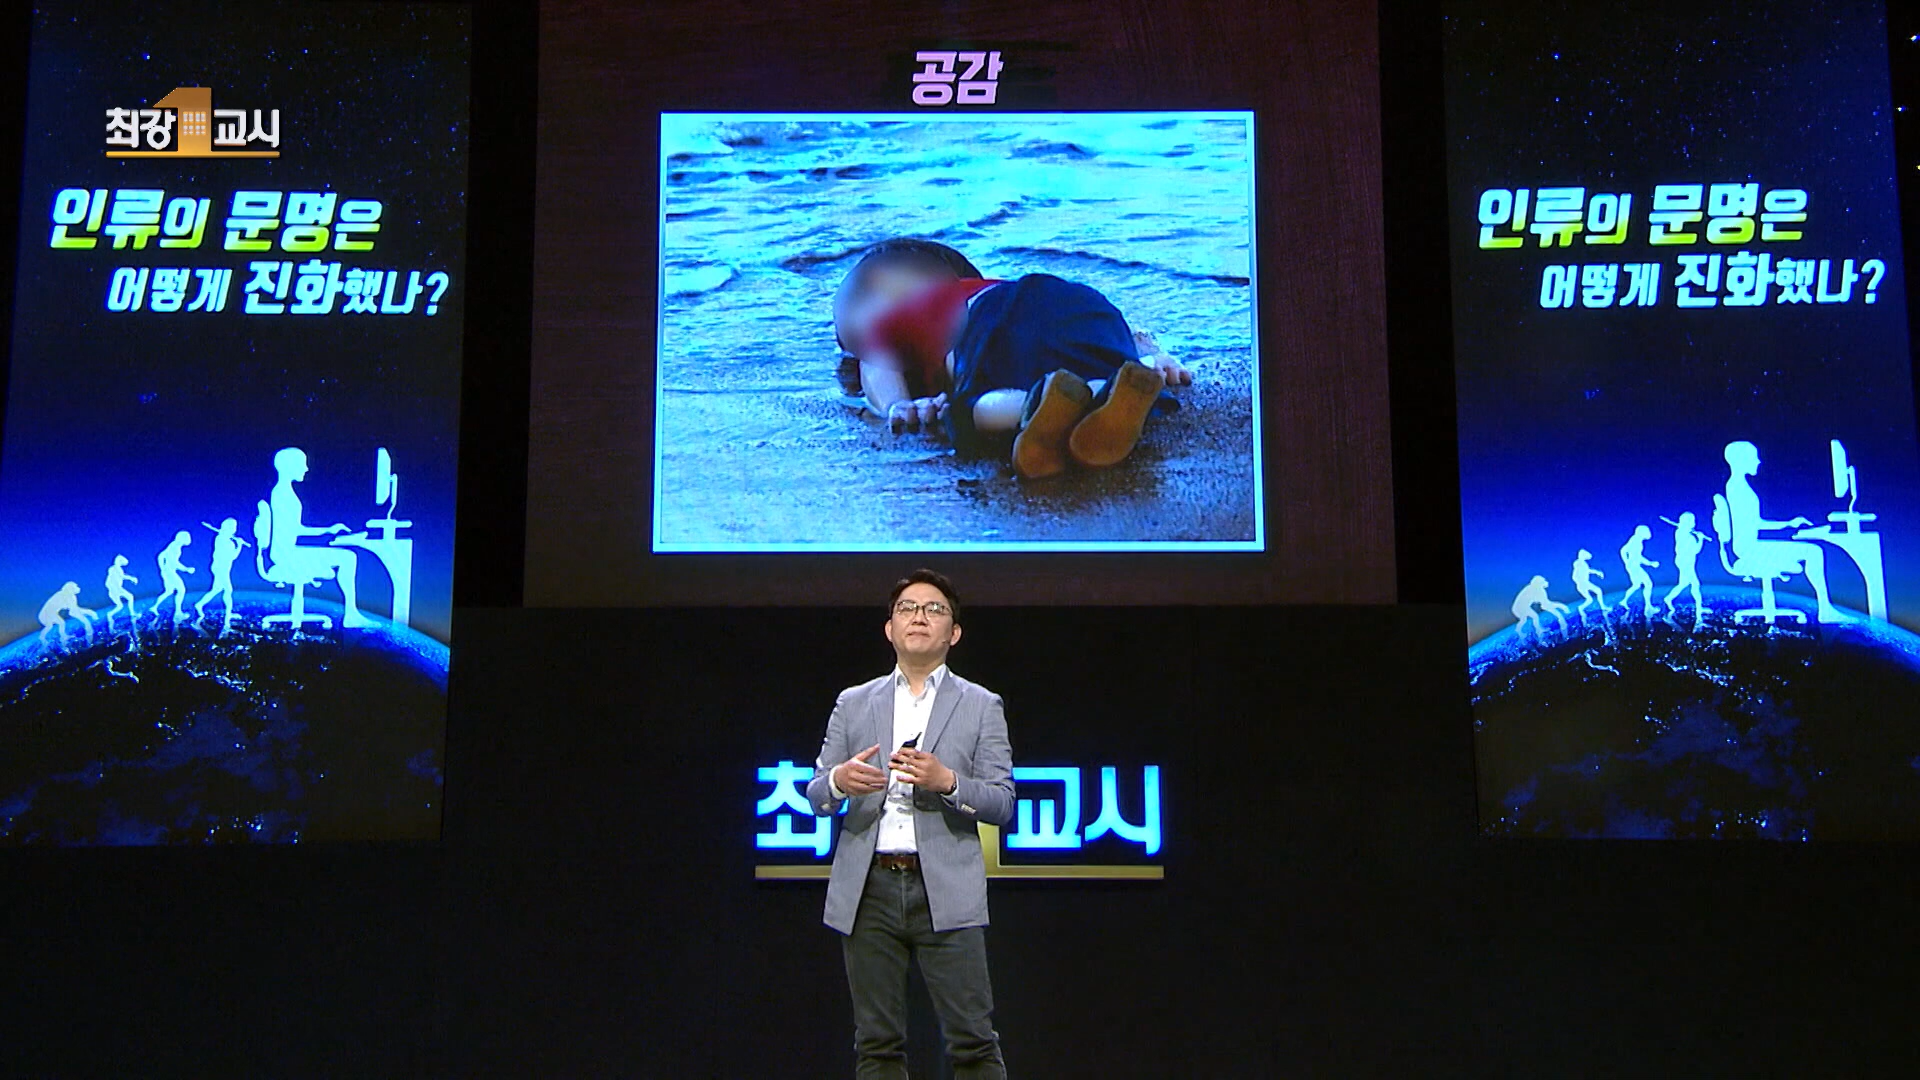 최강1교시
인류의 문명은
어떻게 진화했나?
공감
인류의 문명은
어떻게 진화했나?
최 교시